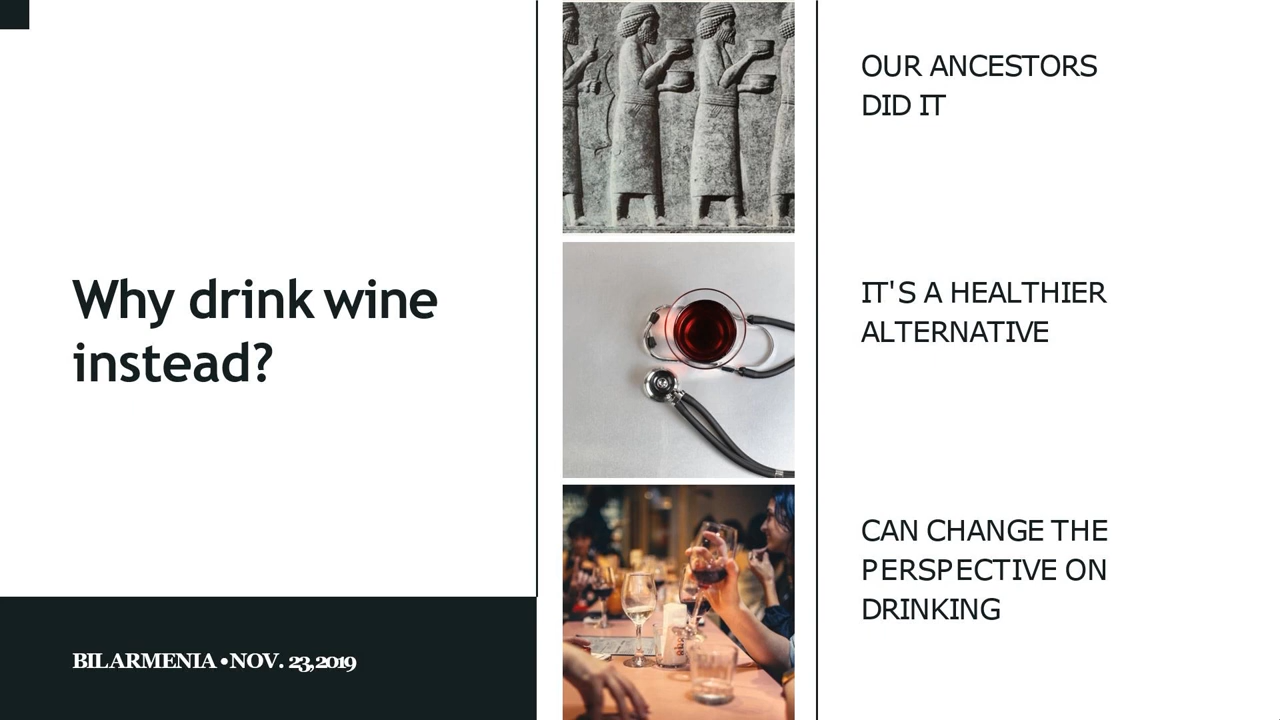 Why drink wine
instead?
BILARMENIA • NOV. 23,2019
OUR ANCESTORS
DID IT
IT'S A HEALTHIER
ALTERNATIVE
CAN CHANGE THE
PERSPECTIVE ON
DRINKING